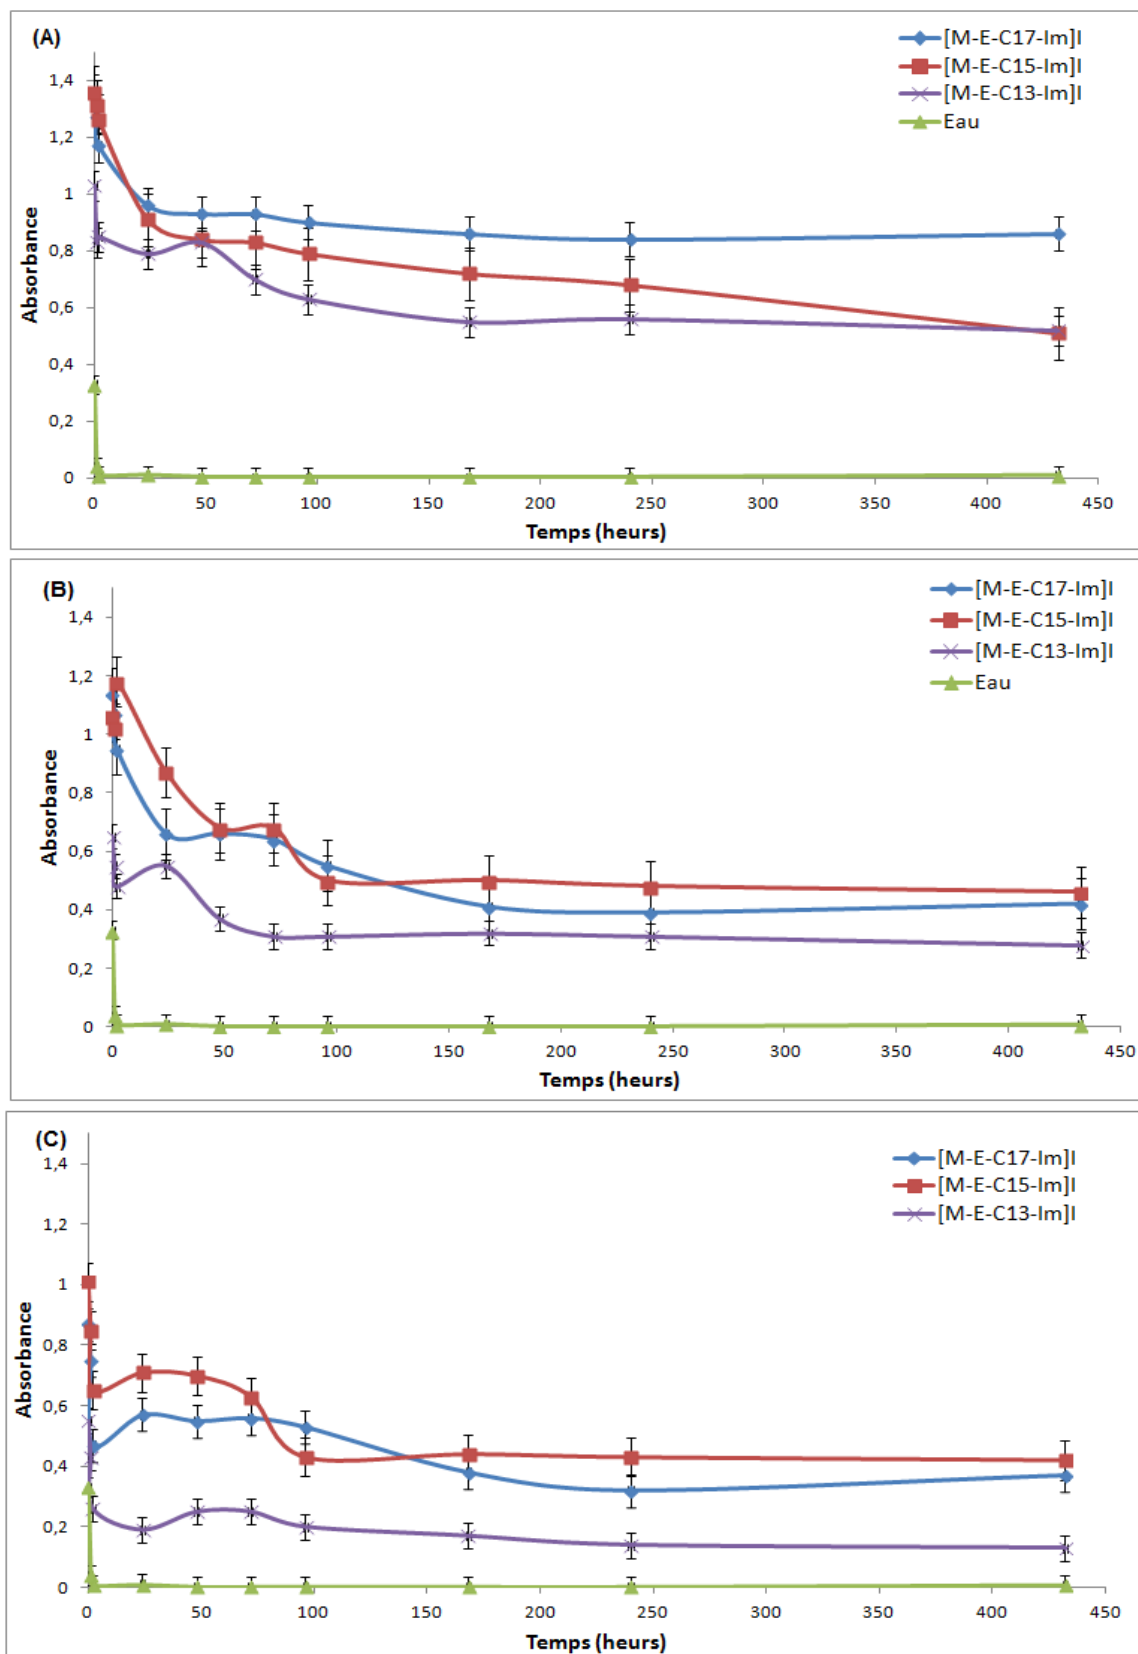 (A)
[M-E-C17-Im]I
[M-E-C15-Im]I
[M-E-C13-Im]I
Eau
1,4
1,2
1
0,8
0,6
0,4
0,2
0
Absorbance
0 50 100 150 200 250 300 350 400 450
Temps (heurs)
(B)
[M-E-C17-Im]I
[M-E-C15-Im]I
[M-E-C13-Im]I
Eau
1,4
1,2
1
0,8
0,6
0,4
0,2
0
Absorbance
0 50 100 150 200 250 300 350 400 450
Temps (heurs)
(C)
[M-E-C17-Im]I
[M-E-C15-Im]I
[M-E-C13-Im]I
1,4
1,2
1
0,8
0,6
0,4
0,2
0
Absorbance
0 50 100 150 200 250 300 350 400 450
Temps (heurs)